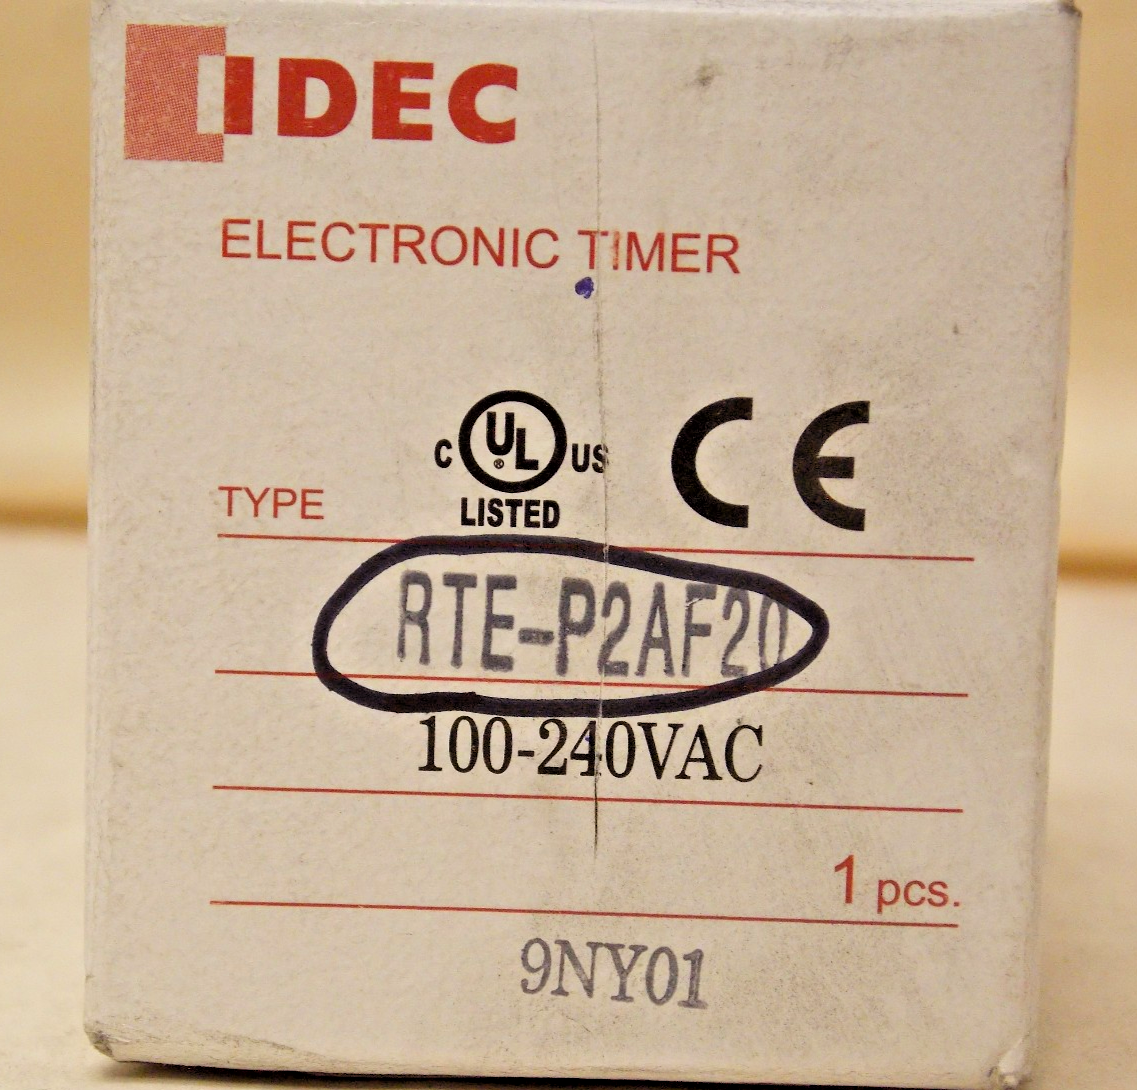 IDEC
ELECTRONIC TIMER
C UL® US
LISTED
CE
TYPE
RTE-P2AF20
100-240VAC
1 pcs.
9NY01